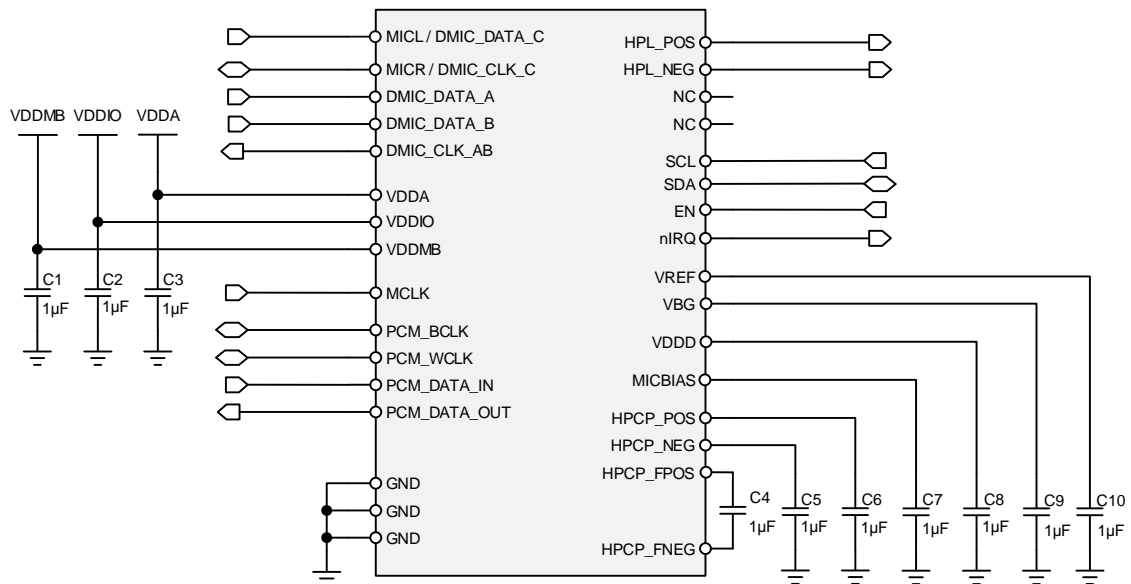 MICL / DMIC_DATA_C
MICR / DMIC_CLK_C
DMIC_DATA_A
DMIC_DATA_B
DMIC_CLK_AB
VDDMB VDDIO VDDA
VDDA
VDDIO
VDDMB
C1
1µF
C2
1µF
C3
1µF
MCLK
PCM_BCLK
PCM_WCLK
PCM_DATA_IN
PCM_DATA_OUT
GND
GND
GND
HPL_POS
HPL_NEG
NC
NC
SCL
SDA
EN
nIRQ
VREF
VBG
VDDD
MICBIAS
HPCP_POS
HPCP_NEG
HPCP_FPOS
HPCP_FNEG
C4
1µF
C5
1µF
C6
1µF
C7
1µF
C8
1µF
C9
1µF
C10
1µF